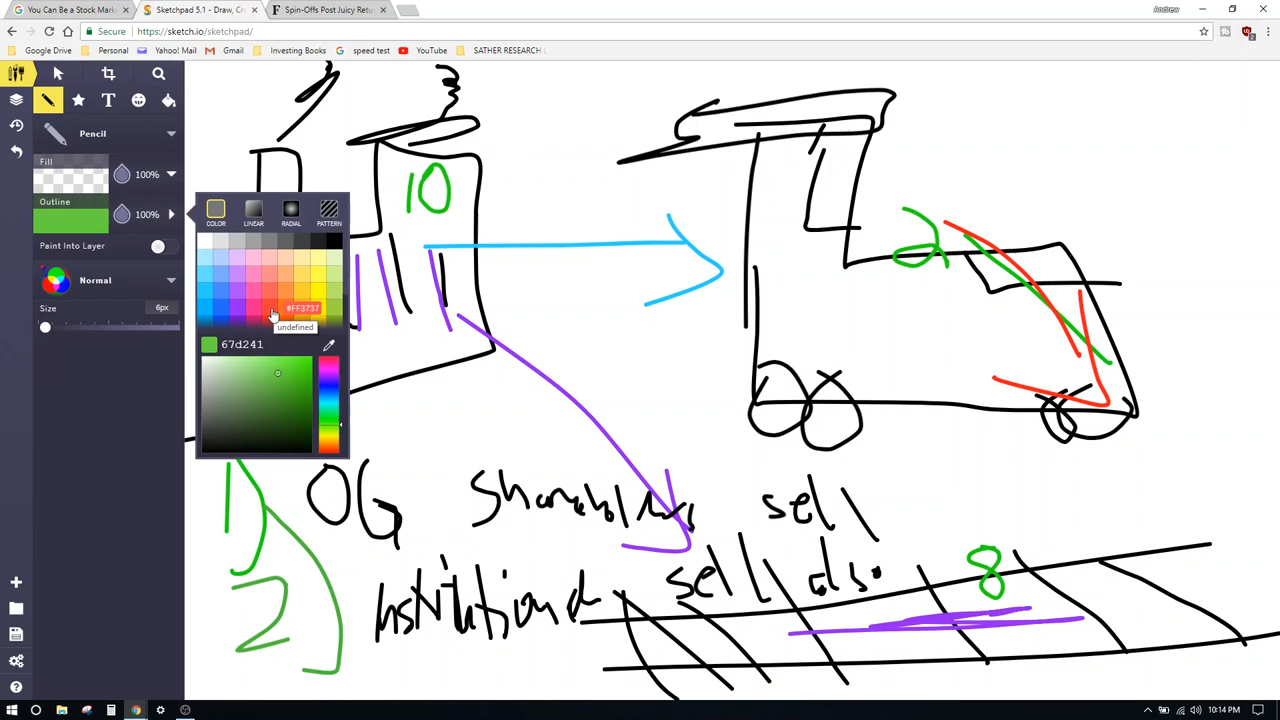 You Can Be a Stock Mark
Sketchpad 5.1 - Draw, Cr
Spin-Offs Post Juicy Retu
Andrew
Secure
https://sketch.io/sketchpad/
Google Drive
Personal
Yahoo! Mail
Gmail
Investing Books
speed test
YouTube
SATHER RESEARCH
Pencil
Fill
100%
Outline
100%
Paint Into Layer
Normal
Size
6px
COLOR
LINEAR
RADIAL
PATTERN
#FF3737
undefined
67d241
10
2
1) OG Shareholders sell
2) Institutional sell also
8
10:14 PM